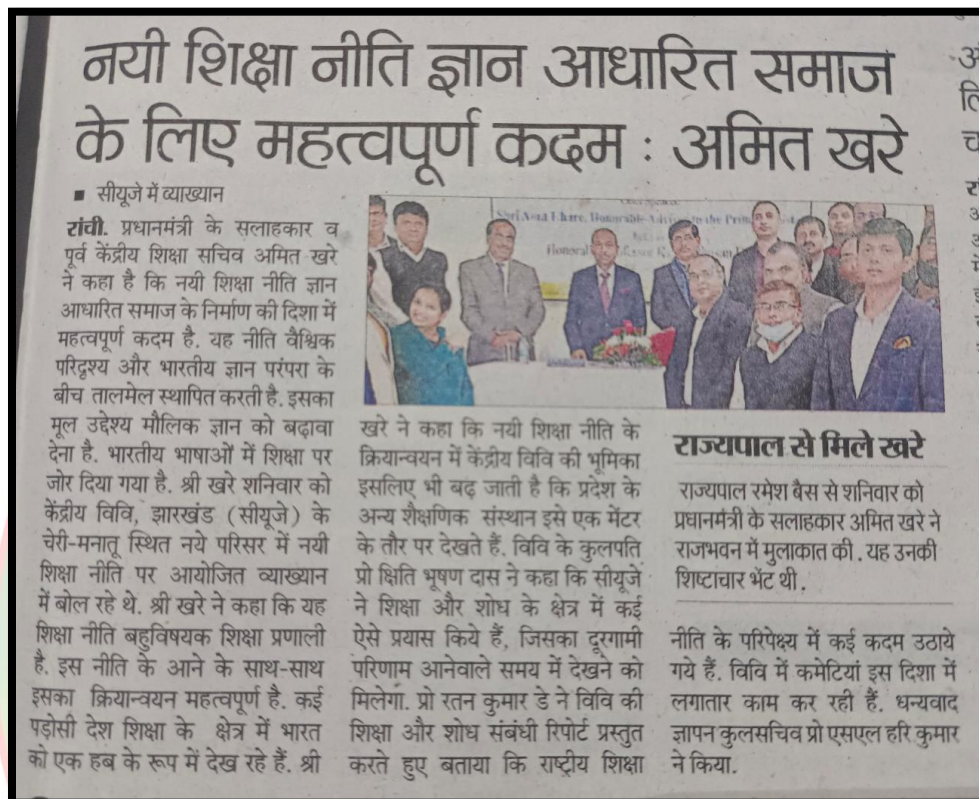 नयी शिक्षा नीति ज्ञान आधारित समाज
के लिए महत्वपूर्ण कदम : अमित खरे
■ सीयूजे में व्याख्यान
रांची. प्रधानमंत्री के सलाहकार व
पूर्व केंद्रीय शिक्षा सचिव अमित खरे
ने कहा है कि नयी शिक्षा नीति ज्ञान
आधारित समाज के निर्माण की दिशा में
महत्वपूर्ण कदम है. यह नीति वैश्विक
परिदृश्य और भारतीय ज्ञान परंपरा के
बीच तालमेल स्थापित करती है. इसका
मूल उद्देश्य मौलिक ज्ञान को बढ़ावा
देना है. भारतीय भाषाओं में शिक्षा पर
जोर दिया गया है. श्री खरे शनिवार को
केंद्रीय विवि, झारखंड (सीयूजे) के
चेरी-मनातू स्थित नये परिसर में नयी
शिक्षा नीति पर आयोजित व्याख्यान
में बोल रहे थे. श्री खरे ने कहा कि यह
शिक्षा नीति बहुविषयक शिक्षा प्रणाली
है. इस नीति के आने के साथ-साथ
इसका क्रियान्वयन महत्वपूर्ण है. कई
पड़ोसी देश शिक्षा के क्षेत्र में भारत
को एक हब के रूप में देख रहे हैं. श्री
खरे ने कहा कि नयी शिक्षा नीति के
क्रियान्वयन में केंद्रीय विवि की भूमिका
इसलिए भी बढ़ जाती है कि प्रदेश के
अन्य शैक्षणिक संस्थान इसे एक मेंटर
के तौर पर देखते हैं. विवि के कुलपति
प्रो क्षिति भूषण दास ने कहा कि सीयूजे
ने शिक्षा और शोध के क्षेत्र में कई
ऐसे प्रयास किये हैं, जिसका दूरगामी
परिणाम आनेवाले समय में देखने को
मिलेगा. प्रो रतन कुमार डे ने विवि की
शिक्षा और शोध संबंधी रिपोर्ट प्रस्तुत
करते हुए बताया कि राष्ट्रीय शिक्षा
नीति के परिपेक्ष्य में कई कदम उठाये
गये हैं. विवि में कमेटियां इस दिशा में
लगातार काम कर रही हैं. धन्यवाद
ज्ञापन कुलसचिव प्रो एसएल हरि कुमार
ने किया.
राज्यपाल से मिले खरे
राज्यपाल रमेश बैस से शनिवार को
प्रधानमंत्री के सलाहकार अमित खरे ने
राजभवन में मुलाकात की. यह उनकी
शिष्टाचार भेंट थी.